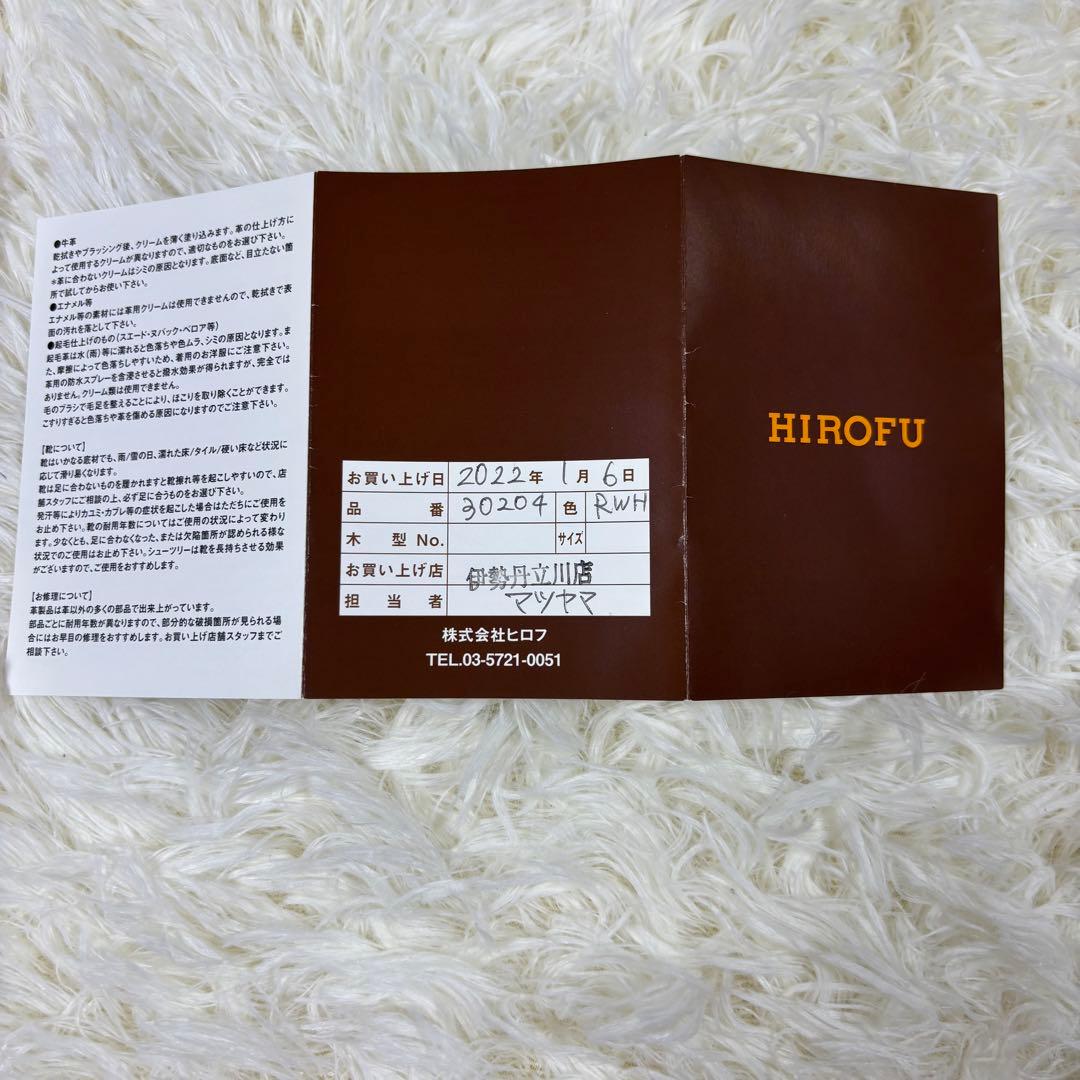 ●牛革
乾拭きやブラッシング後、クリームを薄く塗り込みます。革の仕上げ方に
よって使用するクリームが異なりますので、適切なものをお選び下さい。
＊革に合わないクリームはシミの原因となります。底面など、目立たない箇
所で試してからお使い下さい。
●エナメル等
エナメル等の素材には革用クリームは使用できませんので、乾拭きで表
面の汚れを落として下さい。
●起毛仕上げのもの（スエード・ヌバック・ベロア等）
起毛革は水（雨）等に濡れると色落ちや色ムラ、シミの原因となります。ま
た、摩擦によって色落ちしやすいため、着用のお洋服にご注意下さい。
革用の防水スプレーを含浸させると撥水効果が得られますが、完全では
ありません。クリーム類は使用できません。
毛のブラシで毛足を整えることにより、ほこりを取り除くことができます。
こすりすぎると色落ちや革を傷める原因になりますのでご注意下さい。
【靴について】
靴はいかなる底材でも、雨/雪の日、濡れた床/タイル/硬い床など状況に
応じて滑り易くなります。
靴は足に合わないものを履かれますと靴擦れ等を起こしやすいので、店
舗スタッフにご相談の上、必ず足に合うものをお選び下さい。
発汗等によりカユミ・カブレ等の症状を起こした場合はただちにご使用を
お止め下さい。靴の耐用年数についてはご使用の状況によって変わり
ます。少なくとも、足に合わなくなった、または欠陥箇所が認められる様な
状況でのご使用はお止め下さい。シューツリーは靴を長持ちさせる効果
がございますので、ご使用をおすすめします。
【お修理について】
革製品は革以外の多くの部品で出来上がっています。
部品ごとに耐用年数が異なりますので、部分的な破損箇所が見られる場
合にはお早目の修理をおすすめします。お買い上げ店舗スタッフまでご
相談下さい。
お買い上げ日 2022年 1月 6日
品番 30204 色 RWH
木型No. サイズ
お買い上げ店 伊勢丹立川店
担当者 マツヤマ
株式会社ヒロフ
TEL.03-5721-0051
HIROFU